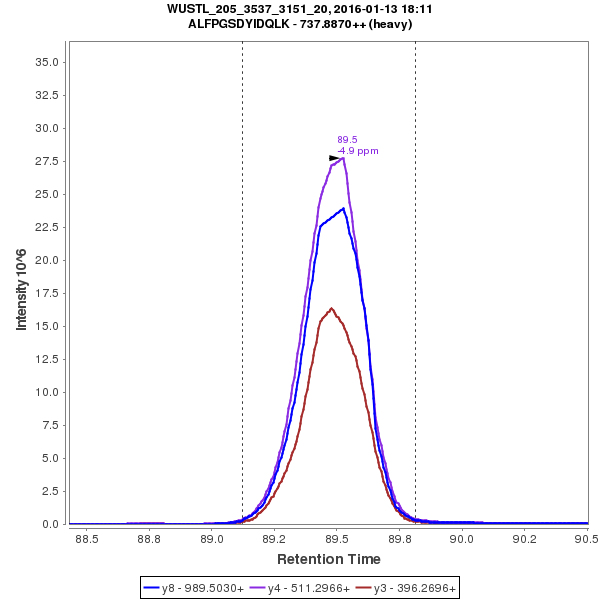 WUSTL_205_3537_3151_20, 2016-01-13 18:11
ALFPGSDYIDQLK - 737.8870++ (heavy)
Intensity 10^6
35.0
32.5
30.0
27.5
25.0
22.5
20.0
17.5
15.0
12.5
10.0
7.5
5.0
2.5
0.0
89.5
-4.9 ppm
88.5 88.8 89.0 89.2 89.5 89.8 90.0 90.2 90.5
Retention Time
y8 - 989.5030+ y4 - 511.2966+ y3 - 396.2696+